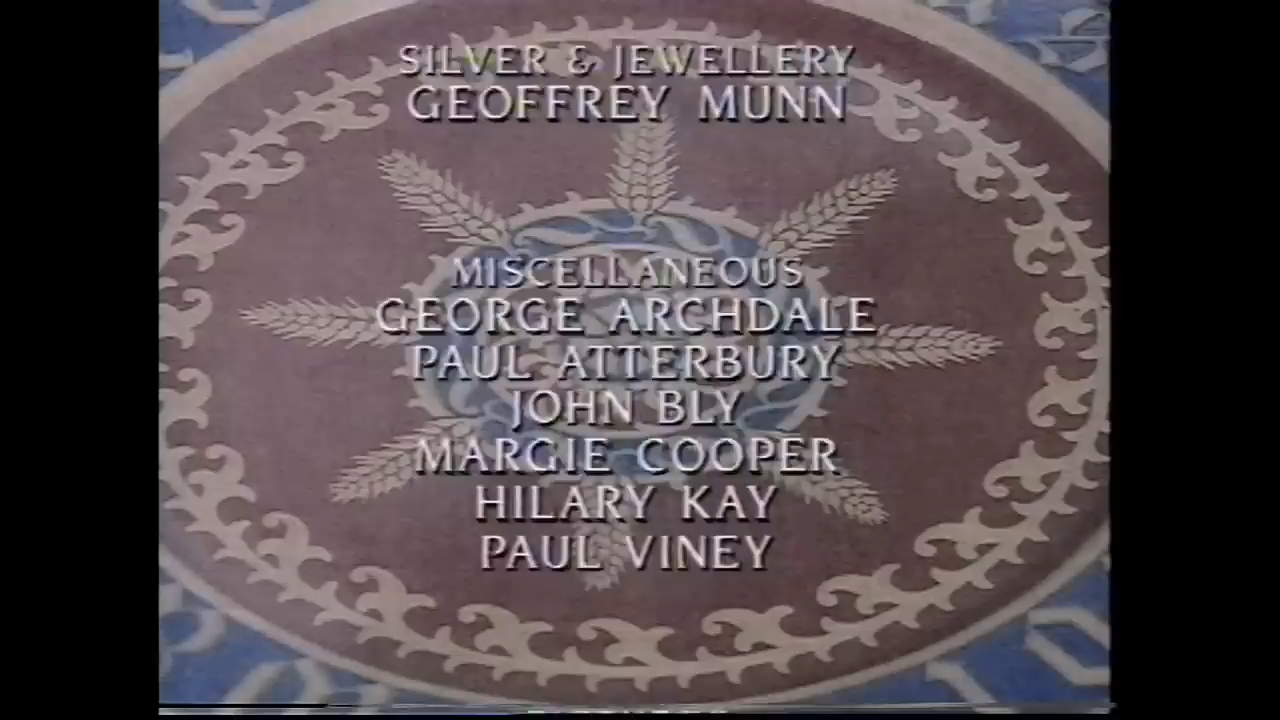 SILVER & JEWELLERY
GEOFFREY MUNN
MISCELLANEOUS
GEORGE ARCHDALE
PAUL ATTERBURY
JOHN BLY
MARGIE COOPER
HILARY KAY
PAUL VINEY